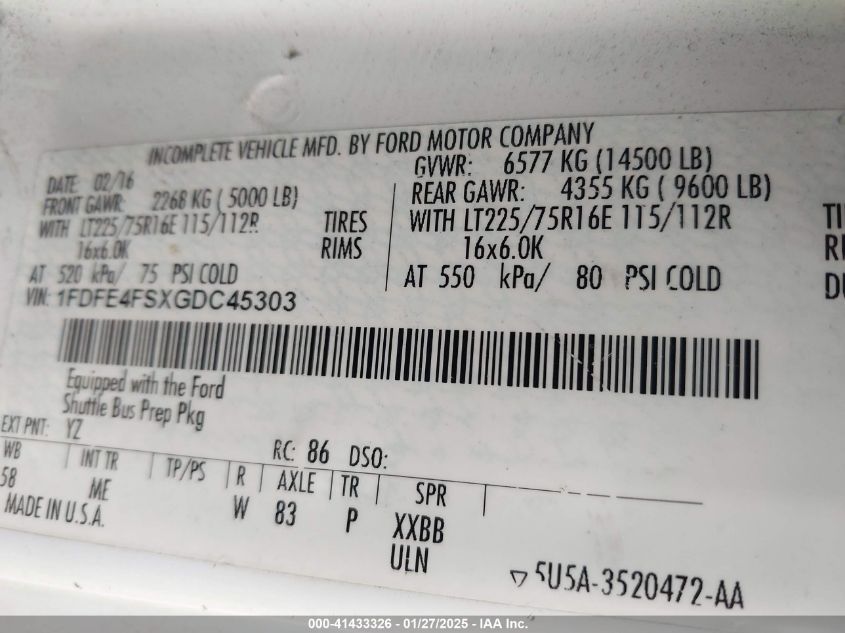 INCOMPLETE VEHICLE MFD. BY FORD MOTOR COMPANY
DATE: 02/16 GVWR: 6577 KG (14500 LB)
FRONT GAWR: 2268 KG ( 5000 LB) REAR GAWR: 4355 KG ( 9600 LB)
WITH LT225/75R16E 115/112R TIRES WITH LT225/75R16E 115/112R
16x6.0K RIMS 16x6.0K
AT 520 kPa/ 75 PSI COLD AT 550 kPa/ 80 PSI COLD
VIN: 1FDFE4FSXGDC45303
Equipped with the Ford
Shuttle Bus Prep Pkg
EXT PNT: YZ RC: 86 DSO:
WB INT TR TP/PS R AXLE TR SPR
58 ME W 83 P XXBB
MADE IN U.S.A. ULN
5U5A-3520472-AA
000-41433326 | 01/27/2025 | © IAA Inc.